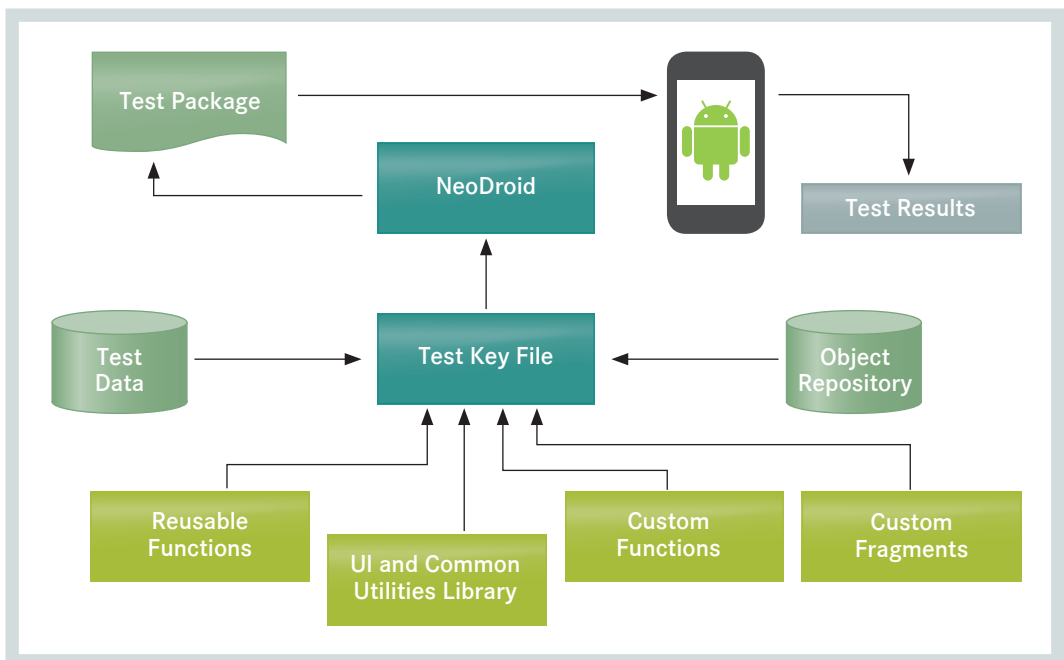 Test Package
NeoDroid
Test Results
Test
Data
Test Key File
Object
Repository
Reusable
Functions
UI and Common
Utilities Library
Custom
Functions
Custom
Fragments